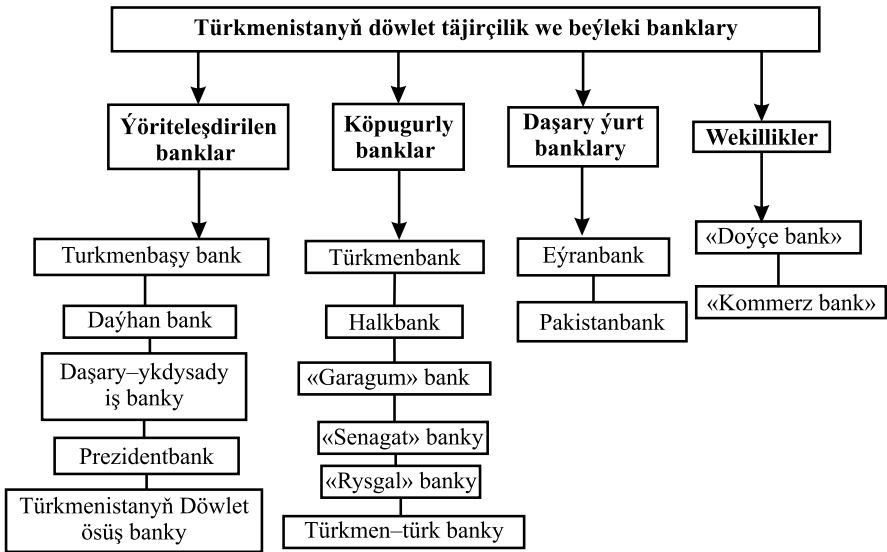 Türkmenistanyň döwlet täjirçilik we beýleki banklary
Ýöriteleşdirilen
banklar
Turkmenbaşy bank
Daýhan bank
Daşary–ykdysady
iş banky
Prezidentbank
Türkmenistanyň Döwlet
ösüş banky
Köpugurly
banklar
Türkmenbank
Halkbank
«Garagum» bank
«Senagat» banky
«Rysgal» banky
Türkmen–türk banky
Daşary ýurt
banklary
Eýranbank
Pakistanbank
Wekillikler
«Doýçe bank»
«Kommerz bank»